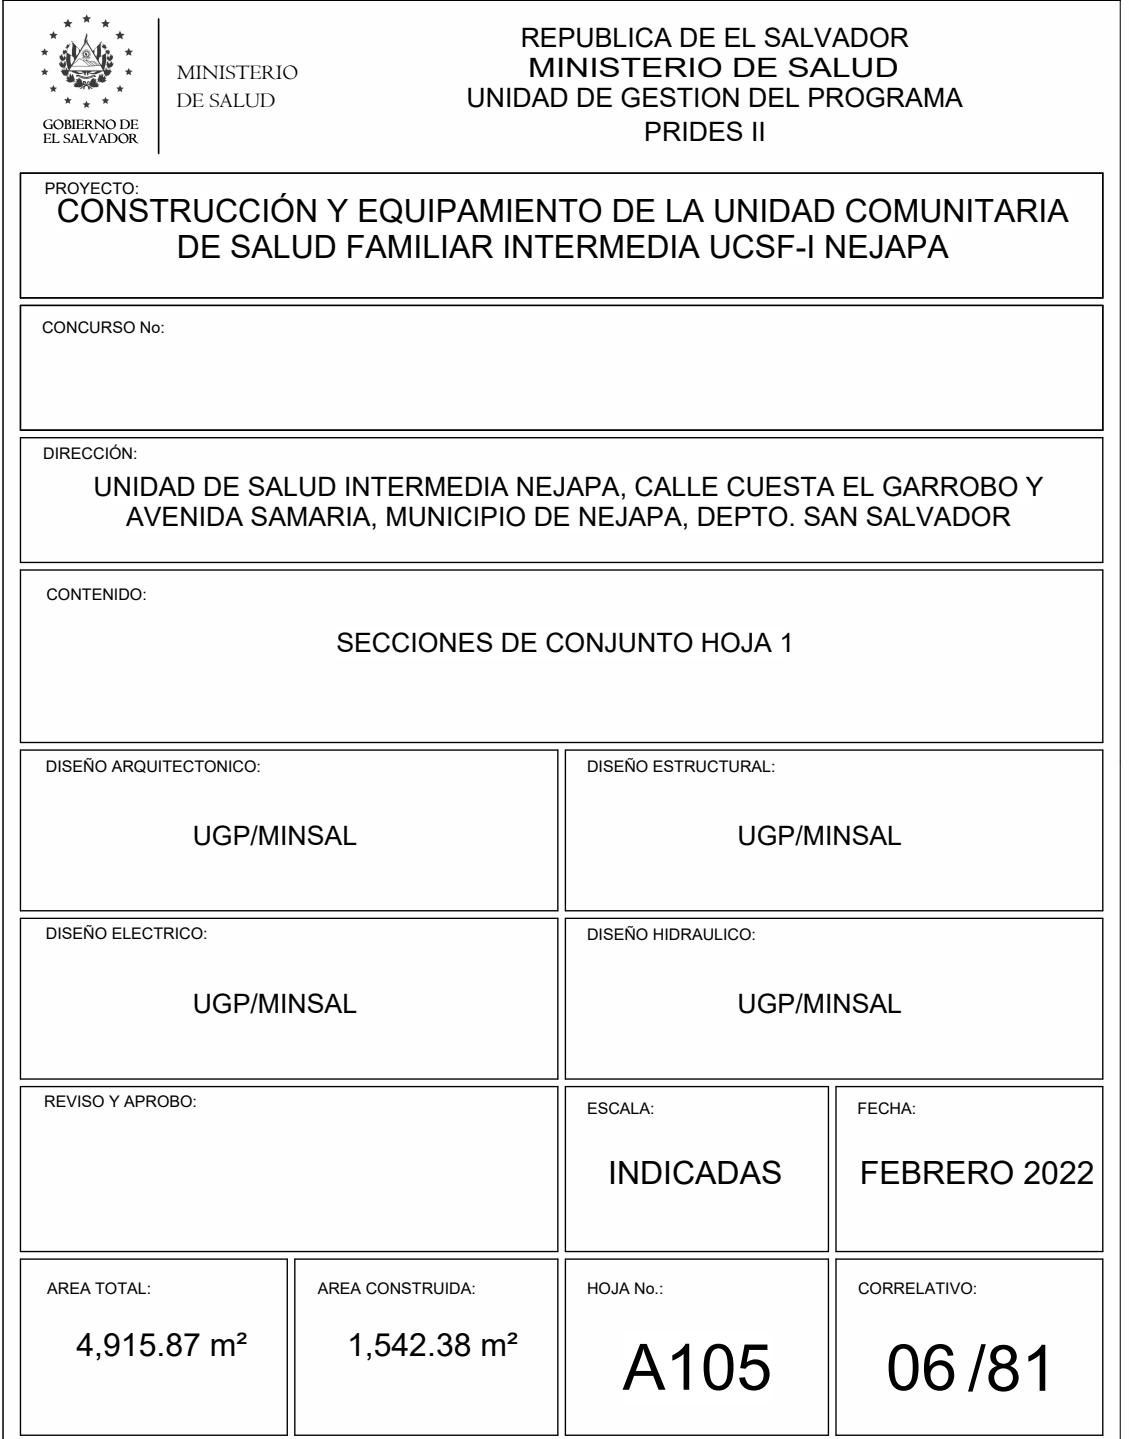 GOBIERNO DE
EL SALVADOR
MINISTERIO
DE SALUD
REPUBLICA DE EL SALVADOR
MINISTERIO DE SALUD
UNIDAD DE GESTION DEL PROGRAMA
PRIDES II
PROYECTO:
CONSTRUCCIÓN Y EQUIPAMIENTO DE LA UNIDAD COMUNITARIA
DE SALUD FAMILIAR INTERMEDIA UCSF-I NEJAPA
CONCURSO No:
DIRECCIÓN:
UNIDAD DE SALUD INTERMEDIA NEJAPA, CALLE CUESTA EL GARROBO Y
AVENIDA SAMARIA, MUNICIPIO DE NEJAPA, DEPTO. SAN SALVADOR
CONTENIDO:
SECCIONES DE CONJUNTO HOJA 1
DISEÑO ARQUITECTONICO:
UGP/MINSAL
DISEÑO ESTRUCTURAL:
UGP/MINSAL
DISEÑO ELECTRICO:
UGP/MINSAL
DISEÑO HIDRAULICO:
UGP/MINSAL
REVISO Y APROBO:
ESCALA:
INDICADAS
FECHA:
FEBRERO 2022
AREA TOTAL:
4,915.87 m²
AREA CONSTRUIDA:
1,542.38 m²
HOJA No.:
A105
CORRELATIVO:
06 /81